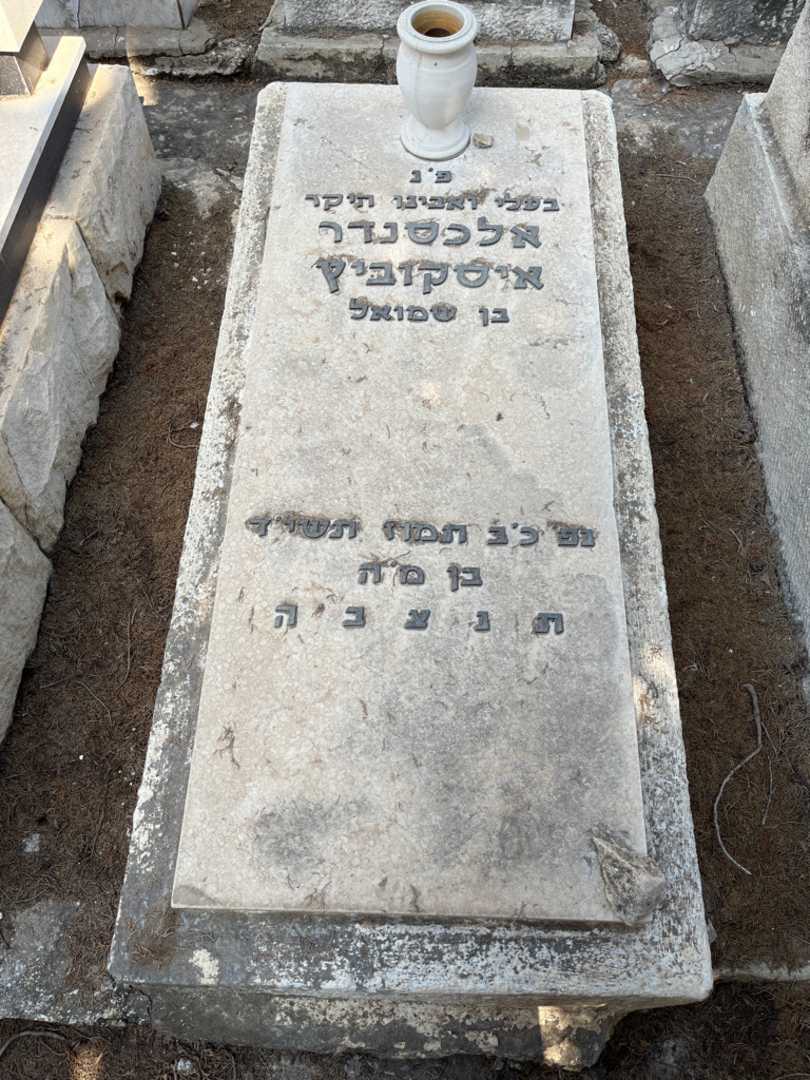 פ'נ
בעלי ואבינו היקר
אלכסנדר
איסקוביץ
בן שמואל
נפ' כ'ב תמוז תשי'ד
בן מ'ה
ת נ צ ב ה